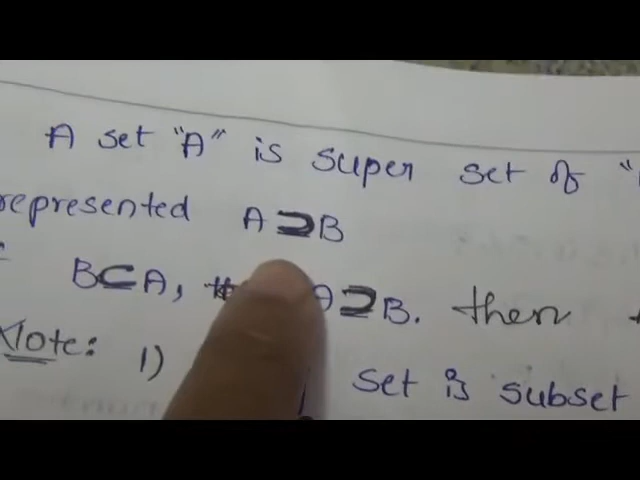 A set "A" is super set of
represented A ⊇ B
B ⊂ A, A ⊇ B. then
Note: 1) set is subset